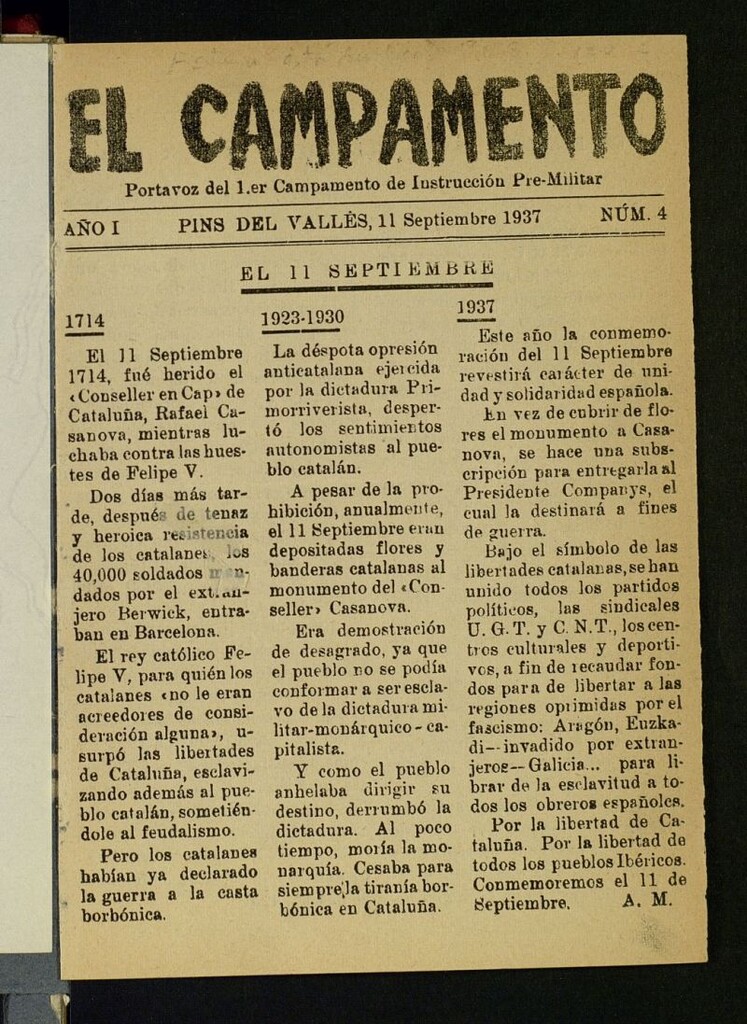 EL CAMPAMENTO
Portavoz del 1.er Campamento de Instrucción Pre-Militar
AÑO I PINS DEL VALLÉS, 11 Septiembre 1937 NÚM. 4
EL 11 SEPTIEMBRE
1714
El 11 Septiembre
1714, fué herido el
«Conseller en Cap» de
Cataluña, Rafael Ca-
sanova, mientras lu-
chaba contra las hues-
tes de Felipe V.
Dos días más tar-
de, después de tenaz
y heroica resistencia
de los catalanes, los
40,000 soldados
dados por el extran-
jero Berwick, entra-
ban en Barcelona.
El rey católico Fe-
lipe V, para quién los
catalanes «no le eran
acreedores de consi-
deración alguna», u-
surpó las libertades
de Cataluña, esclavi-
zando además al pue-
blo catalán, sometién-
dole al feudalismo.
Pero los catalanes
habían ya declarado
la guerra a la casta
borbónica.
1923-1930
La déspota opresión
anticatalana ejercida
por la dictadura Pri-
morriverista, desper-
tó los sentimientos
autonomistas al pue-
blo catalán.
A pesar de la pro-
hibición, anualmente,
el 11 Septiembre eran
depositadas flores y
banderas catalanas al
monumento del «Con-
seller» Casanova.
Era demostración
de desagrado, ya que
el pueblo no se podía
conformar a ser escla-
vo de la dictadura mi-
litar-monárquico-ca-
pitalista.
Y como el pueblo
anhelaba dirigir su
destino, derrumbó la
dictadura. Al poco
tiempo, moría la mo-
narquía. Cesaba para
siempre la tiranía bor-
bónica en Cataluña.
1937
Este año la conmemo-
ración del 11 Septiembre
revestirá carácter de uni-
dad y solidaridad española.
En vez de cubrir de flo-
res el monumento a Casa-
nova, se hace una subs-
cripción para entregarla al
Presidente Companys, el
cual la destinará a fines
de guerra.
Bajo el símbolo de las
libertades catalanas, se han
unido todos los partidos
políticos, las sindicales
U. G. T. y C. N. T., los cen-
tros culturales y deporti-
vos, a fin de recaudar fon-
dos para de libertar a las
regiones oprimidas por el
fascismo: Aragón, Euzka-
di—invadido por extran-
jeros—Galicia... para li-
brar de la esclavitud a to-
dos los obreros españoles.
Por la libertad de Ca-
taluña. Por la libertad de
todos los pueblos Ibéricos.
Conmemoremos el 11 de
Septiembre. A. M.